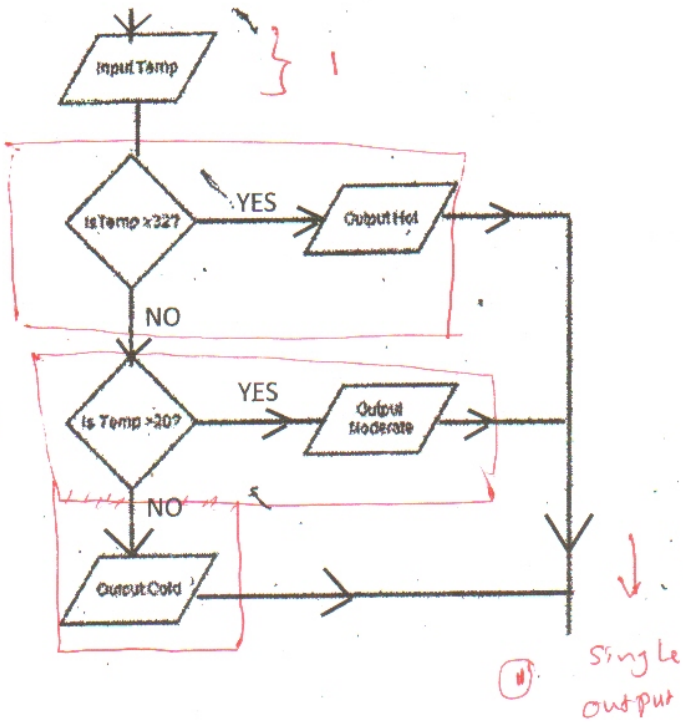 Input Temp
1
Is Temp >32?
YES
Output Hot
NO
Is Temp >20?
YES
Output
Moderate
NO
Output Cold
Single
output